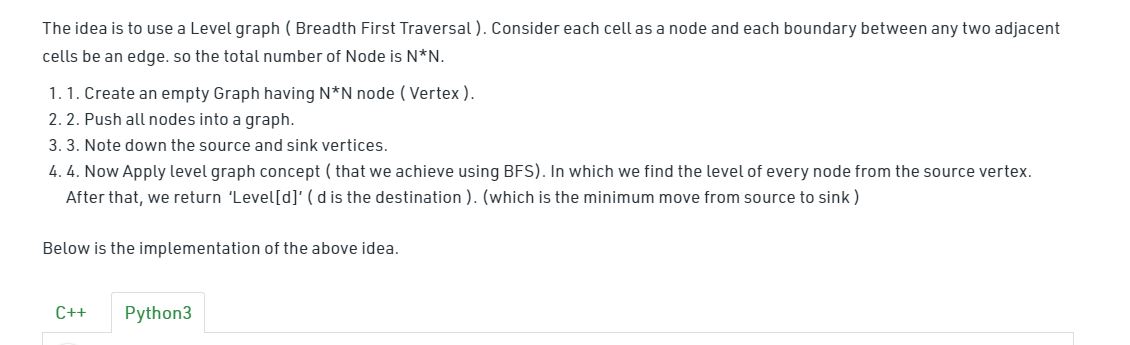 The idea is to use a Level graph ( Breadth First Traversal ). Consider each cell as a node and each boundary between any two adjacent
cells be an edge. so the total number of Node is N*N.
1. 1. Create an empty Graph having N*N node ( Vertex ).
2. 2. Push all nodes into a graph.
3. 3. Note down the source and sink vertices.
4. 4. Now Apply level graph concept ( that we achieve using BFS). In which we find the level of every node from the source vertex.
After that, we return ‘Level[d]’ ( d is the destination ). (which is the minimum move from source to sink )
Below is the implementation of the above idea.
C++ Python3